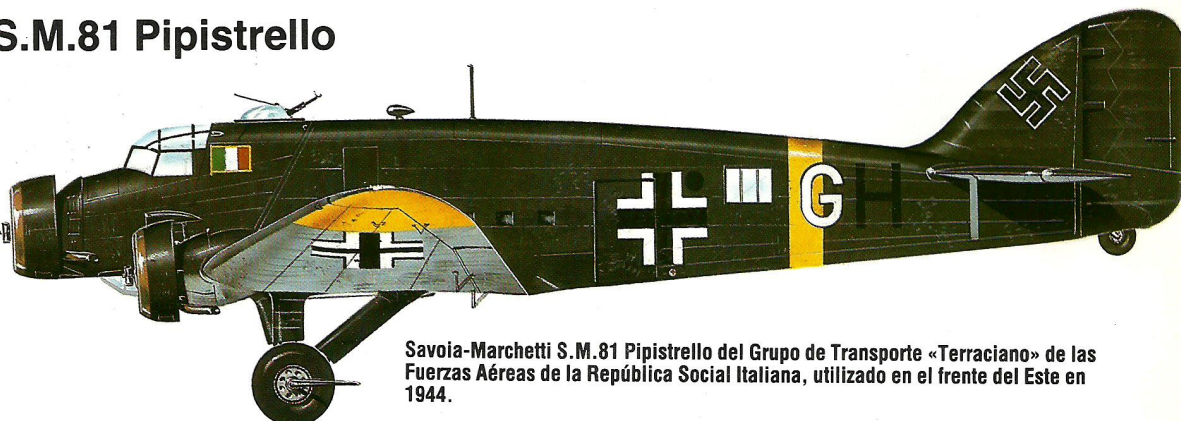 S.M.81 Pipistrello
GH
Savoia-Marchetti S.M.81 Pipistrello del Grupo de Transporte «Terraciano» de las
Fuerzas Aéreas de la República Social Italiana, utilizado en el frente del Este en
1944.